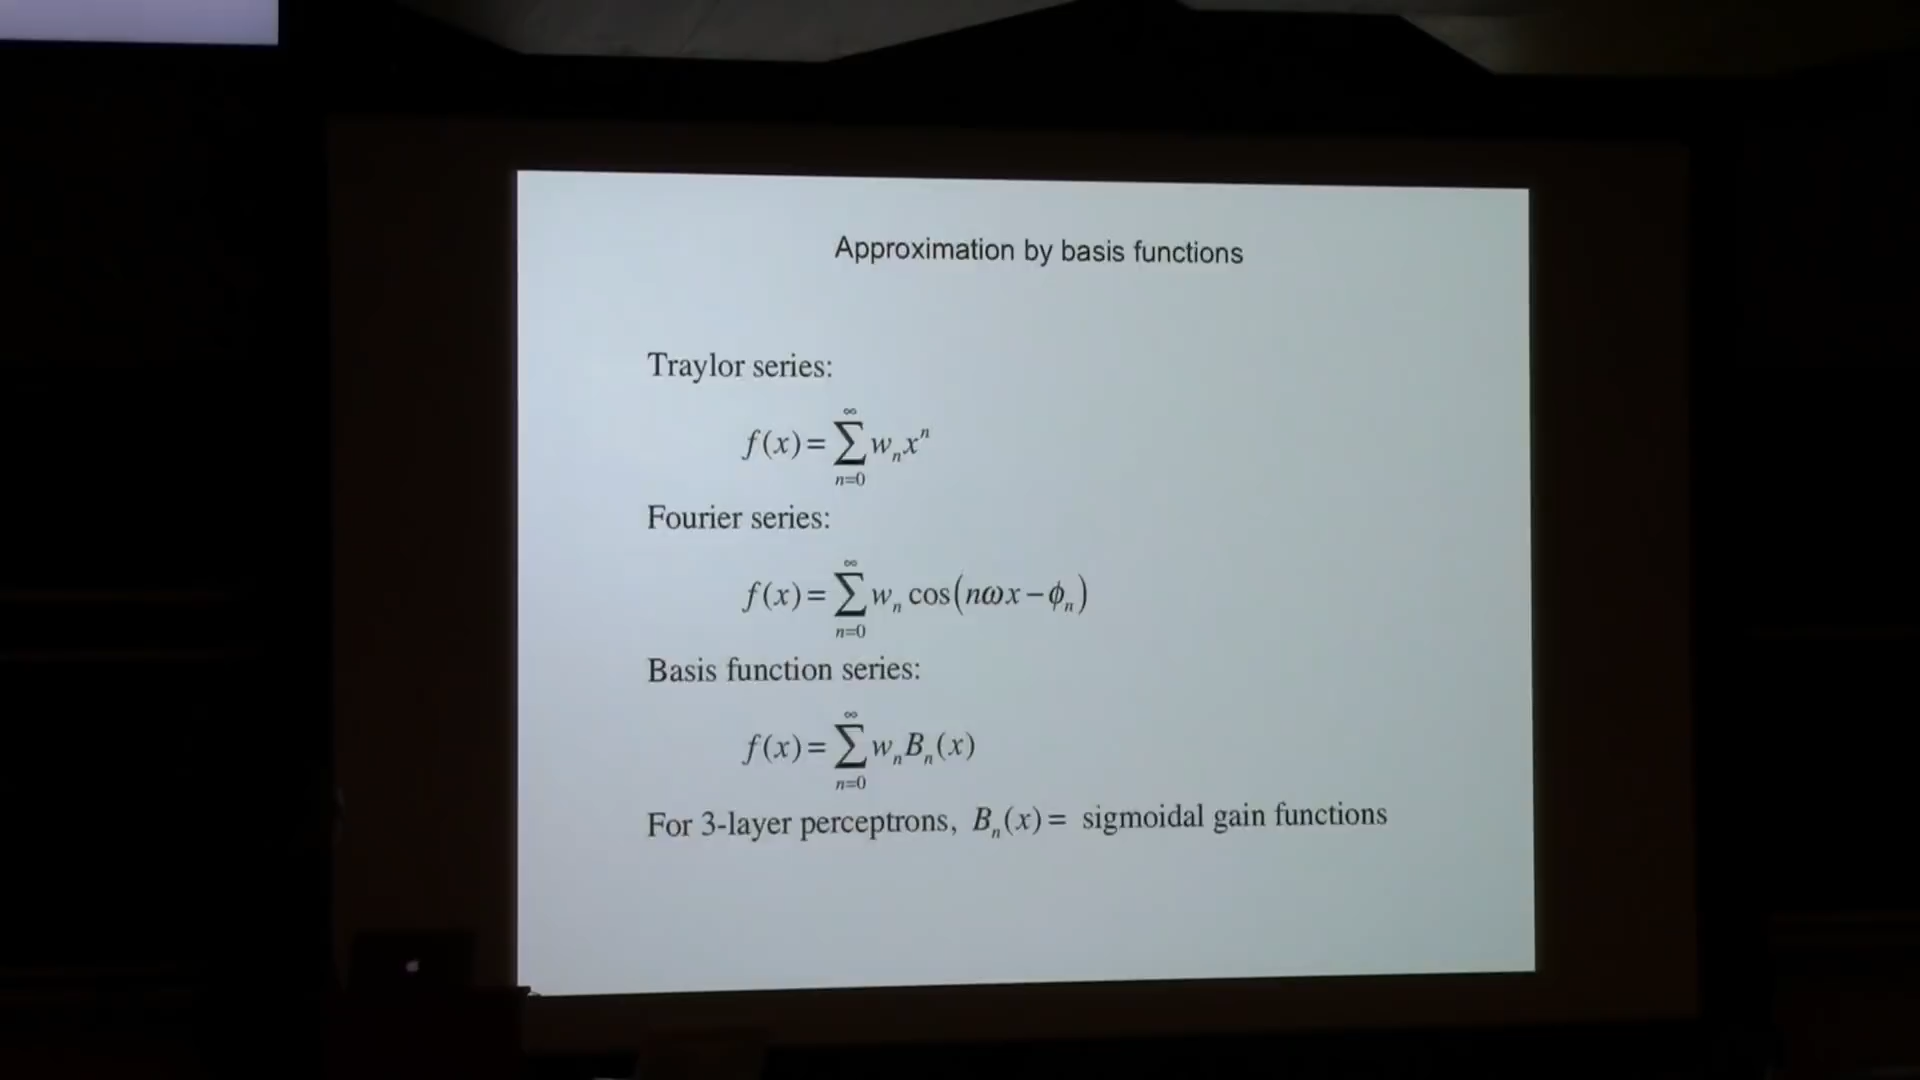 Approximation by basis functions
Traylor series:
f(x) = ∑_{n=0}^{∞} w_n x^n
Fourier series:
f(x) = ∑_{n=0}^{∞} w_n cos(nωx − ϕ_n)
Basis function series:
f(x) = ∑_{n=0}^{∞} w_n B_n(x)
For 3-layer perceptrons, B_n(x) = sigmoidal gain functions